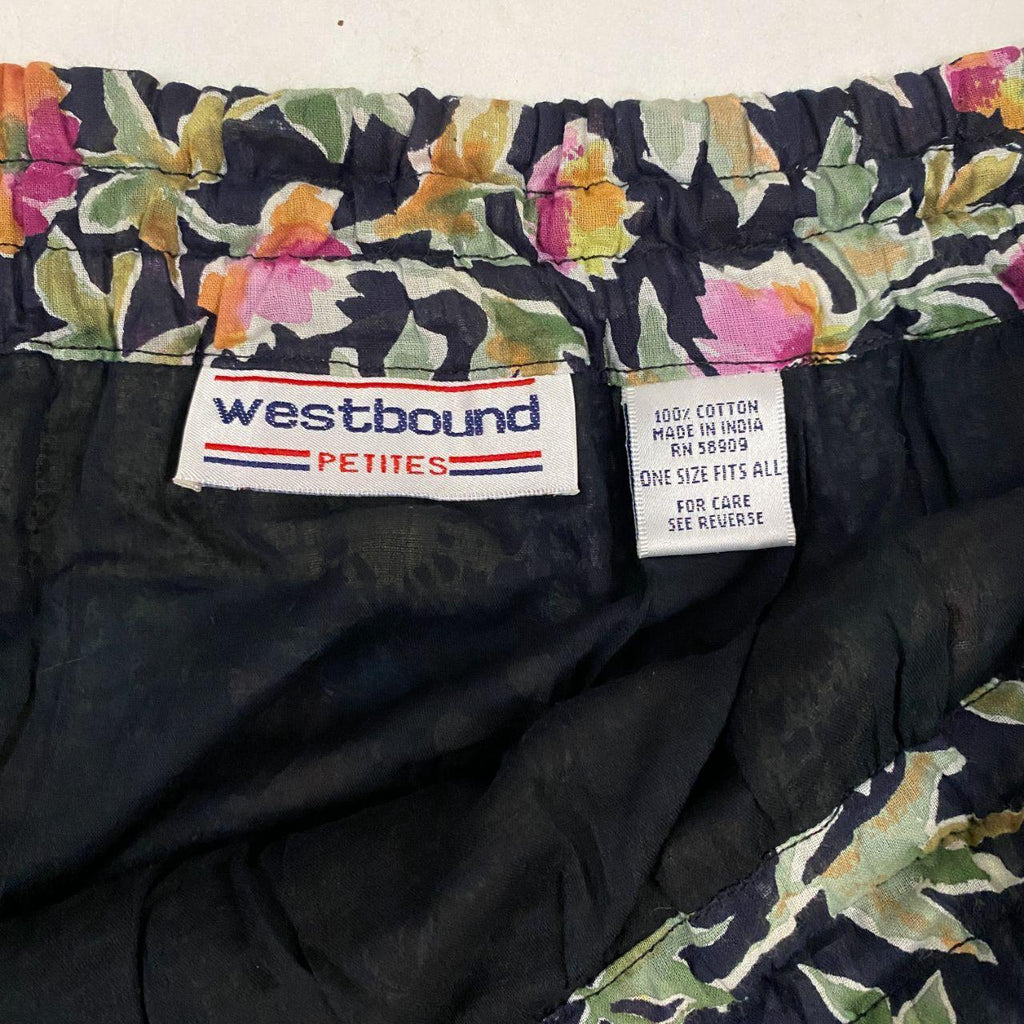 westbound
PETITES
100% COTTON
MADE IN INDIA
RN 58909
ONE SIZE FITS ALL
FOR CARE
SEE REVERSE